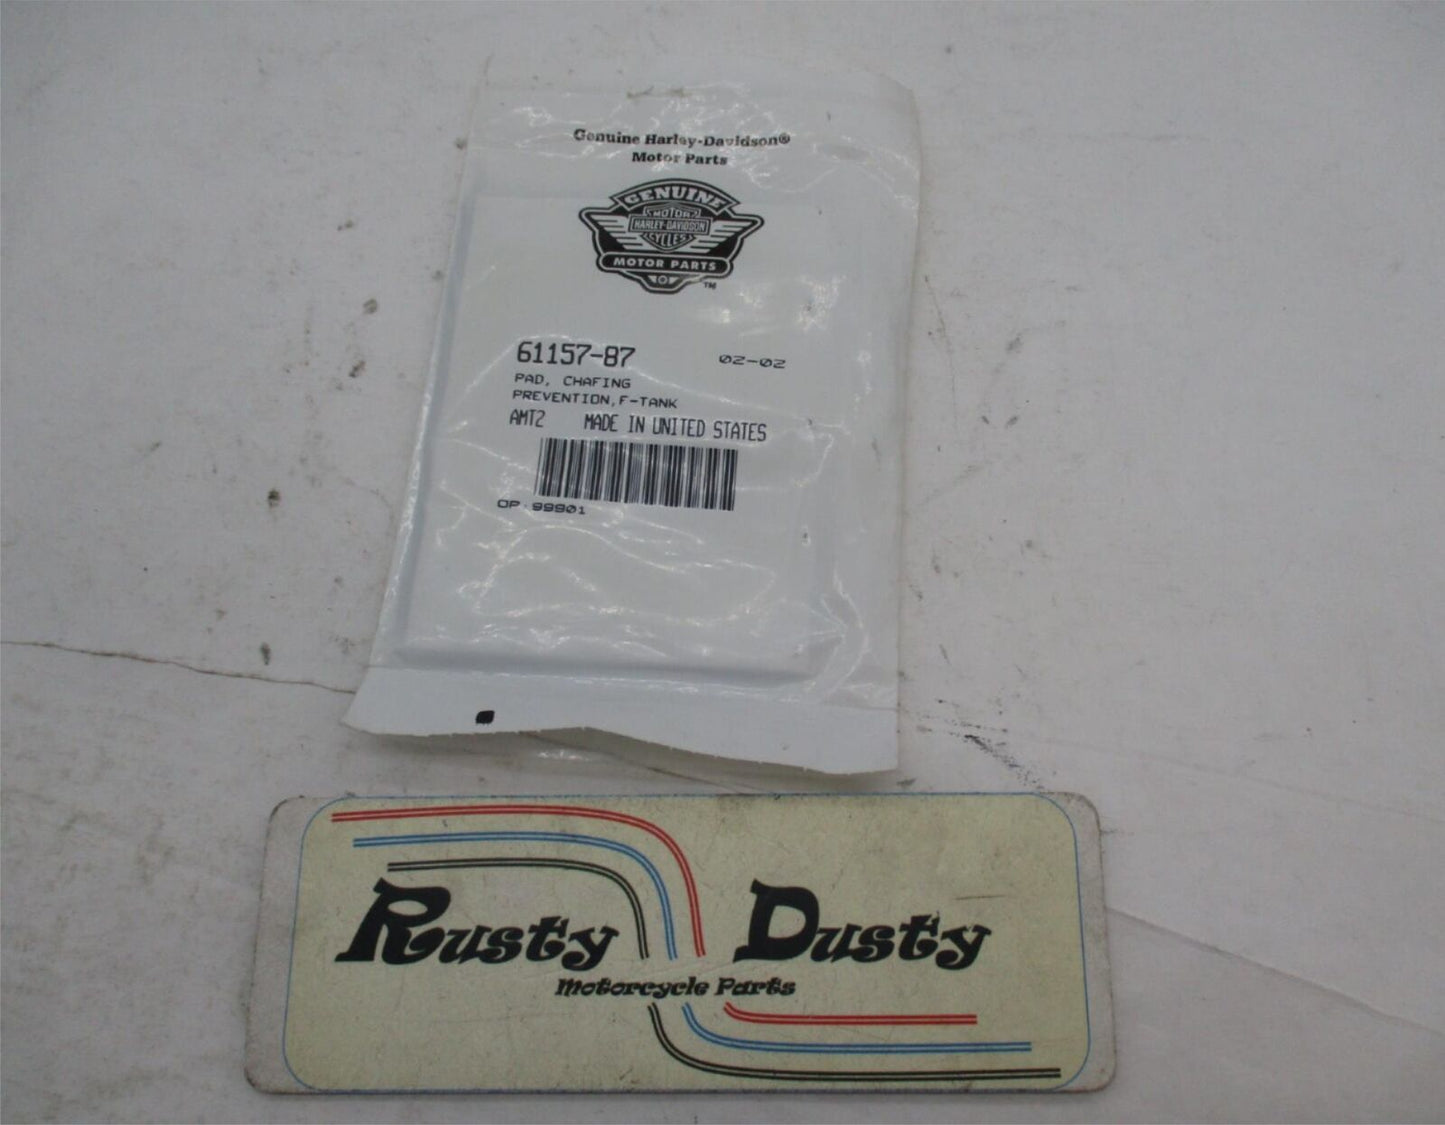 Genuine Harley-Davidson®
Motor Parts
GENUINE
MOTOR
HARLEY-DAVIDSON
CYCLES
MOTOR PARTS
TM
61157-87 02-02
PAD, CHAFING
PREVENTION,F-TANK
AMT2 MADE IN UNITED STATES
OP 99901
Rusty Dusty
Motorcycle Parts